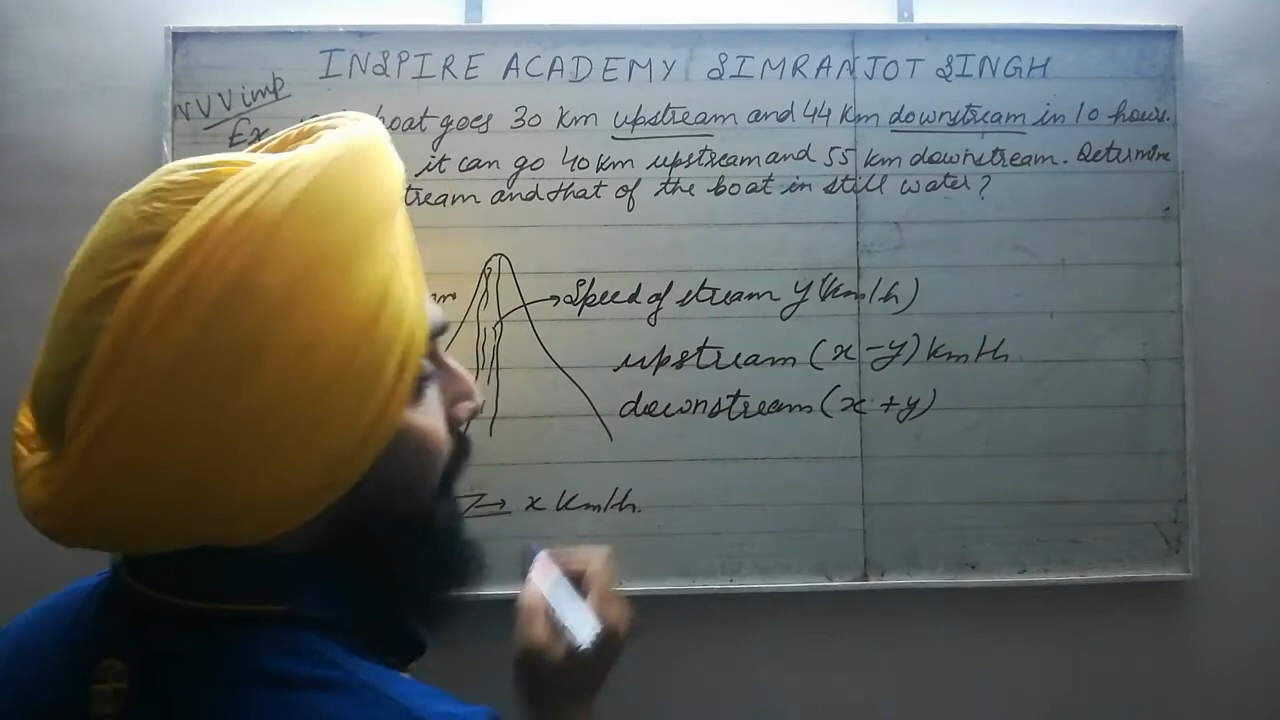 INSPIRE ACADEMY SIMRANJOT SINGH
VVV imp
Ex boat goes 30 km upstream and 44 km downstream in 10 hours.
it can go 40 km upstream and 55 km downstream. Determine
tream and that of the boat in still water?
Speed of stream y (km/h)
upstream (x-y) km/h
downstream (x+y)
→ x km/h.